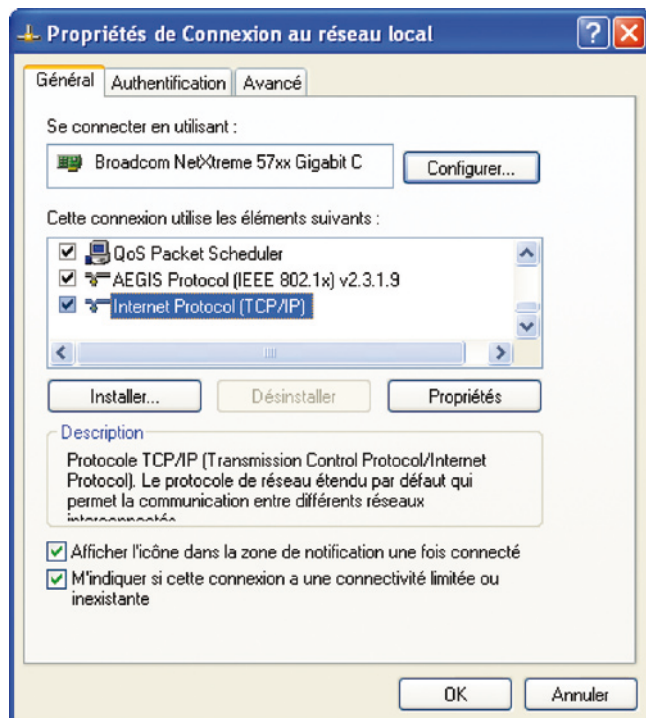 Propriétés de Connexion au réseau local
Général Authentification Avancé
Se connecter en utilisant :
Broadcom NetXtreme 57xx Gigabit C
Configurer...
Cette connexion utilise les éléments suivants :
QoS Packet Scheduler
AEGIS Protocol (IEEE 802.1x) v2.3.1.9
Internet Protocol (TCP/IP)
Installer... Désinstaller Propriétés
Description
Protocole TCP/IP (Transmission Control Protocol/Internet
Protocol). Le protocole de réseau étendu par défaut qui
permet la communication entre différents réseaux
interconnectés.
Afficher l'icône dans la zone de notification une fois connecté
M'indiquer si cette connexion a une connectivité limitée ou
inexistante
OK Annuler